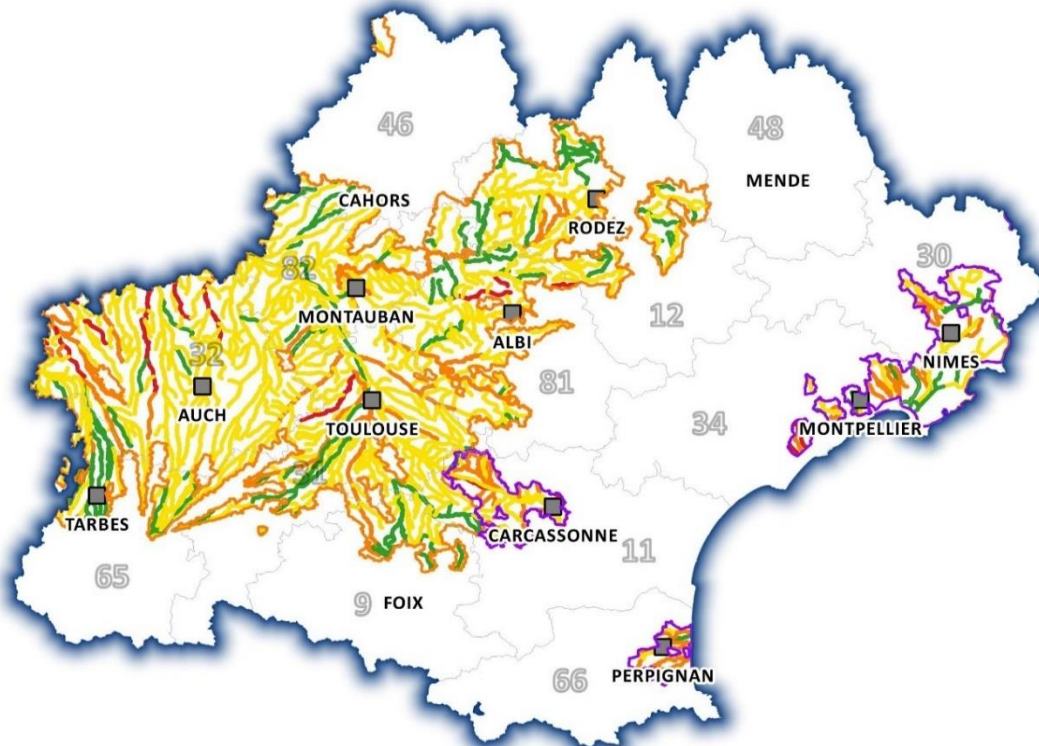 46
48
MENDE
CAHORS
RODEZ
30
82
MONTAUBAN
12
ALBI
NIMES
32
81
AUCH
TOULOUSE
34
MONTPELLIER
31
TARBES
CARCASSONNE
11
65
9 FOIX
66
PERPIGNAN